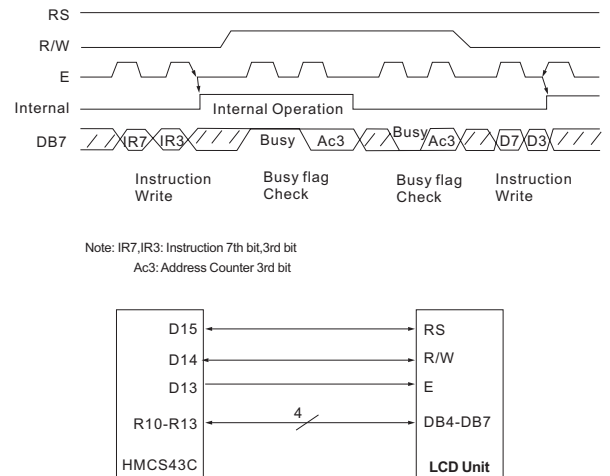 RS
R/W
E
Internal Internal Operation
DB7 IR7 IR3 Busy Ac3 Busy Ac3 D7 D3
Instruction Write
Busy flag Check
Busy flag Check
Instruction Write
Note: IR7,IR3: Instruction 7th bit,3rd bit
Ac3: Address Counter 3rd bit
D15 RS
D14 R/W
D13 E
R10-R13 4 DB4-DB7
HMCS43C LCD Unit